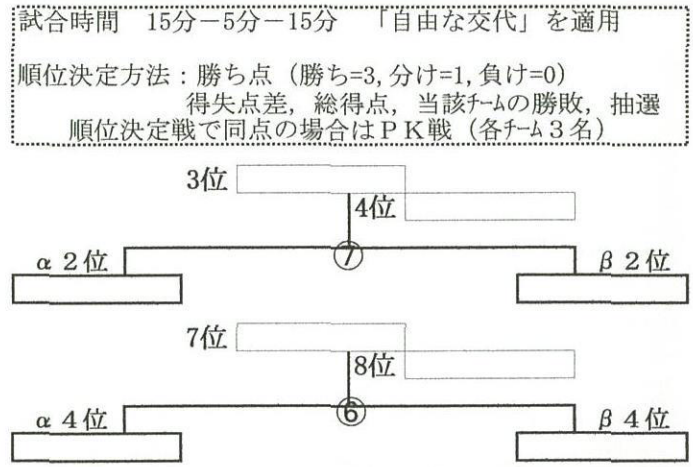 試合時間　15分－5分－15分　「自由な交代」を適用
順位決定方法：勝ち点（勝ち=3, 分け=1, 負け=0）
得失点差，総得点，当該ﾁｰﾑの勝敗，抽選
順位決定戦で同点の場合はＰＫ戦（各ﾁｰﾑ３名）
3位
4位
α２位
⑦
β２位
7位
8位
α４位
⑥
β４位